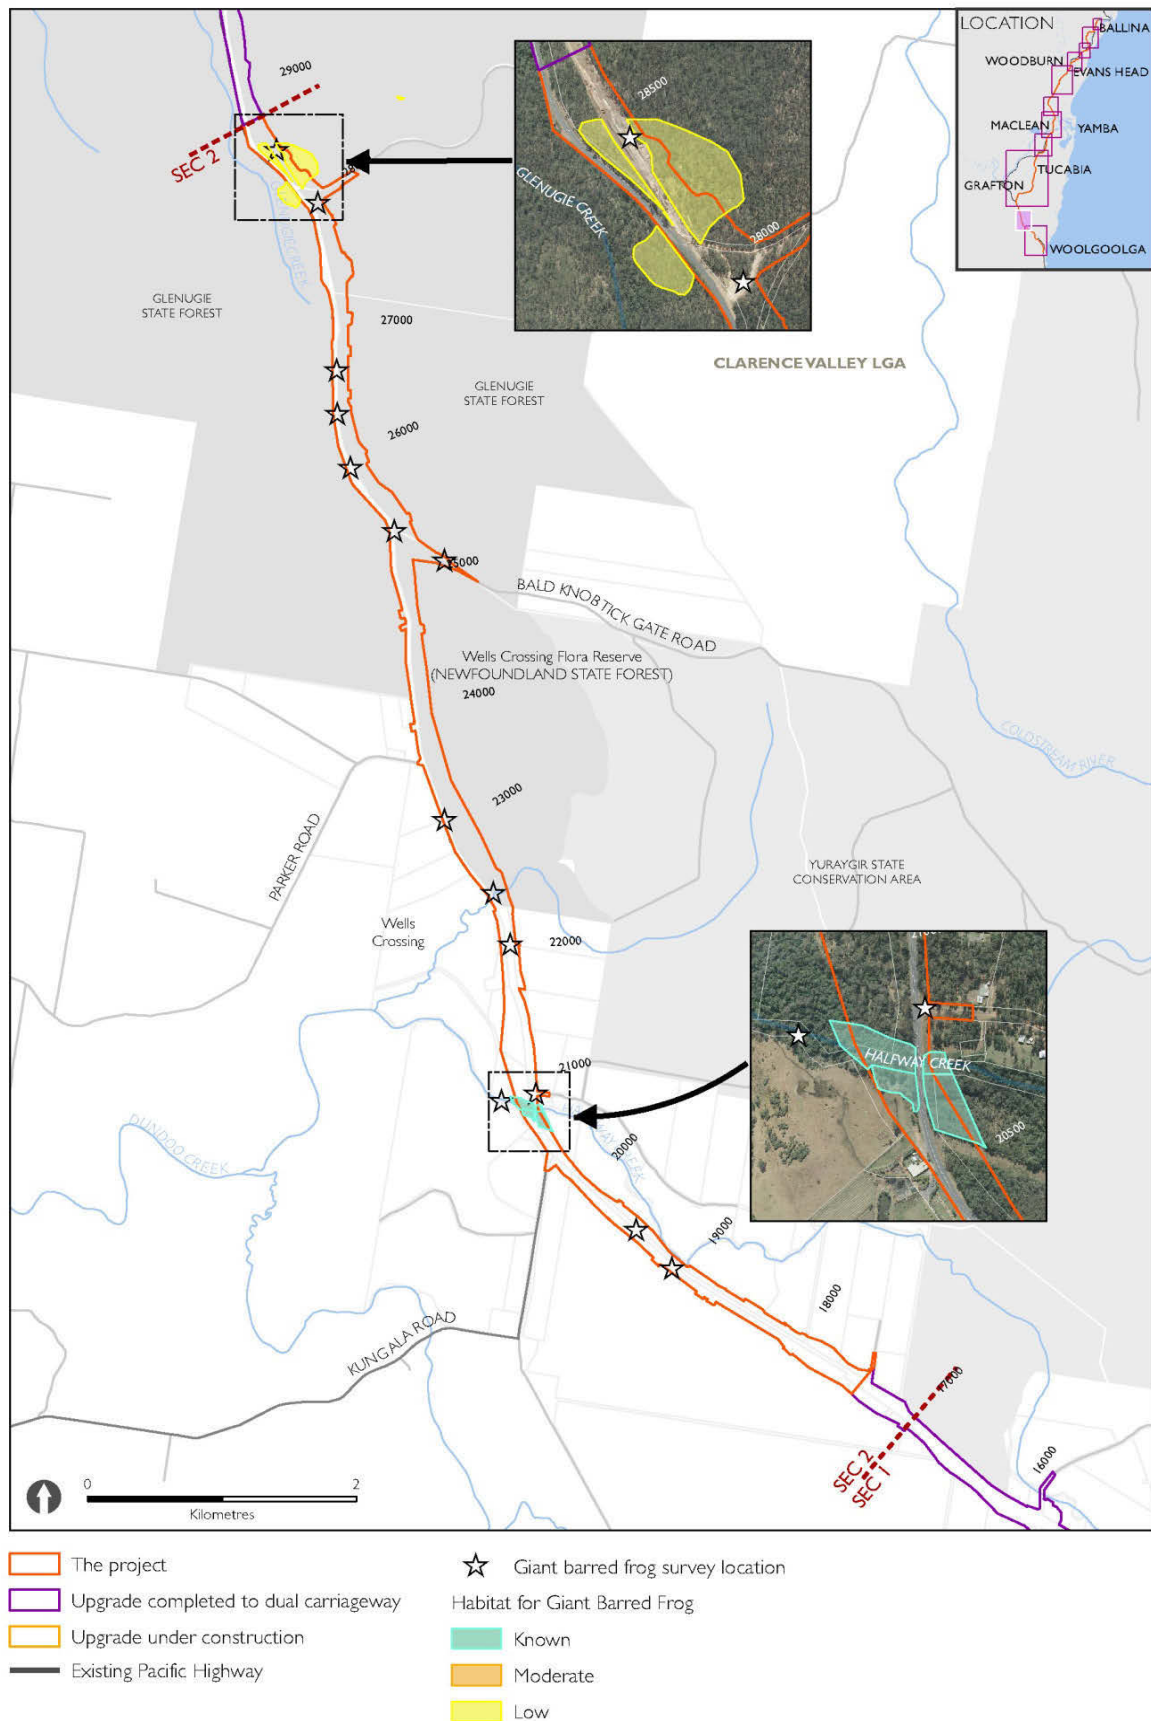 LOCATION
BALLINA
WOODBURN
EVANS HEAD
MACLEAN
YAMBA
TUCABIA
GRAFTON
WOOLGOOLGA
29000
SEC 2
28500
GLENUGIE CREEK
28000
GLENUGIE
STATE FOREST
27000
CLARENCE VALLEY LGA
GLENUGIE
STATE FOREST
26000
25000
BALD KNOB TICK GATE ROAD
Wells Crossing Flora Reserve
(NEWFOUNDLAND STATE FOREST)
24000
COLDSTREAM RIVER
23000
PARKER ROAD
YURAYGIR STATE
CONSERVATION AREA
Wells
Crossing
22000
HALFWAY CREEK
20500
21000
DUNDOO CREEK
20000
19000
18000
KUNGALA ROAD
17000
SEC 2
SEC 1
16000
0 2
Kilometres
The project
Upgrade completed to dual carriageway
Upgrade under construction
Existing Pacific Highway
Giant barred frog survey location
Habitat for Giant Barred Frog
Known
Moderate
Low